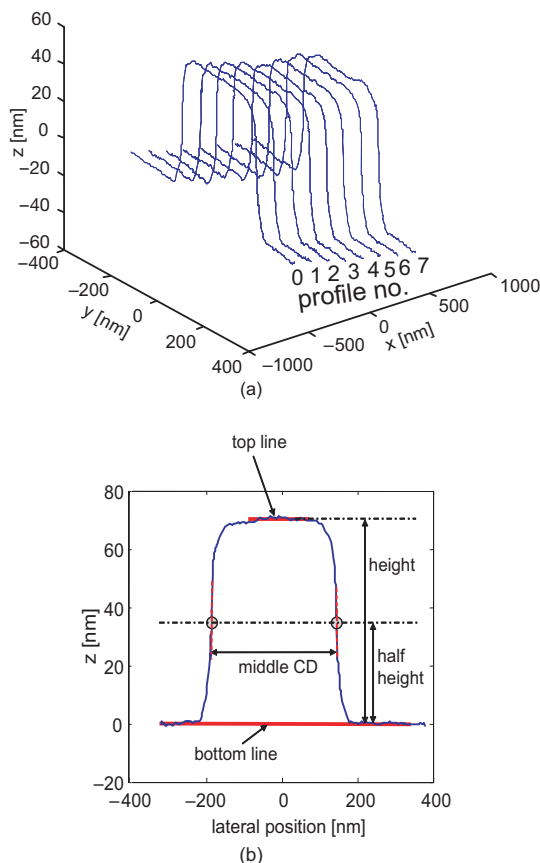 60
40
20
0
–20
–40
–60
z [nm]
–400
–200
0
200
400
y [nm]
0 1 2 3 4 5 6 7
profile no.
–1000
–500
0
500
1000
x [nm]
(a)
top line
80
60
40
20
0
–20
z [nm]
height
half
height
middle CD
bottom line
–400 –200 0 200 400
lateral position [nm]
(b)